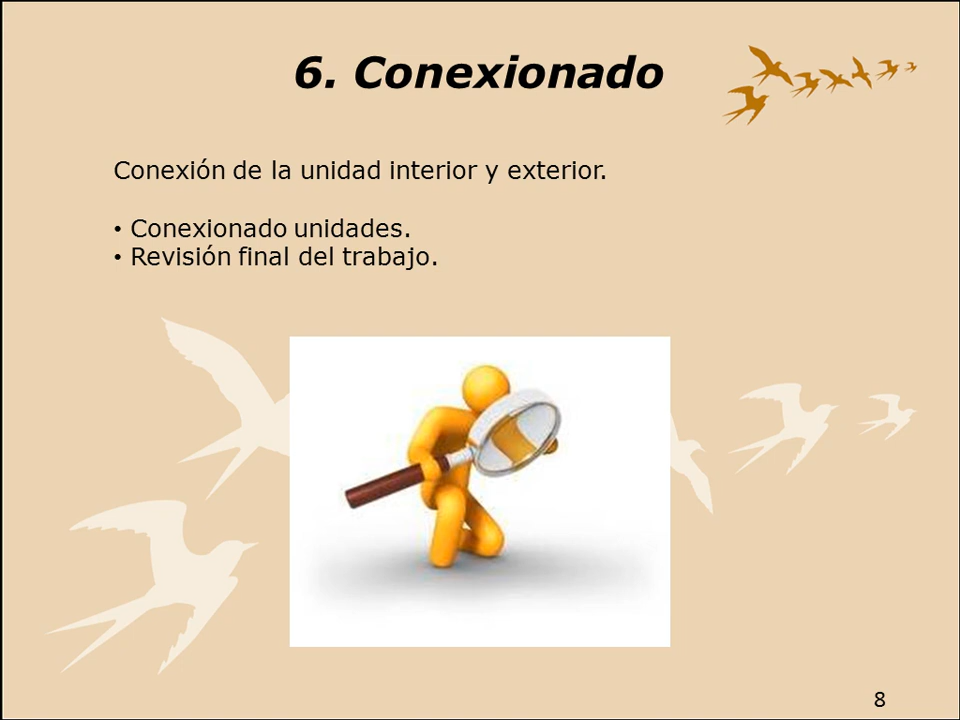 6. Conexionado
Conexión de la unidad interior y exterior.
• Conexionado unidades.
• Revisión final del trabajo.
8